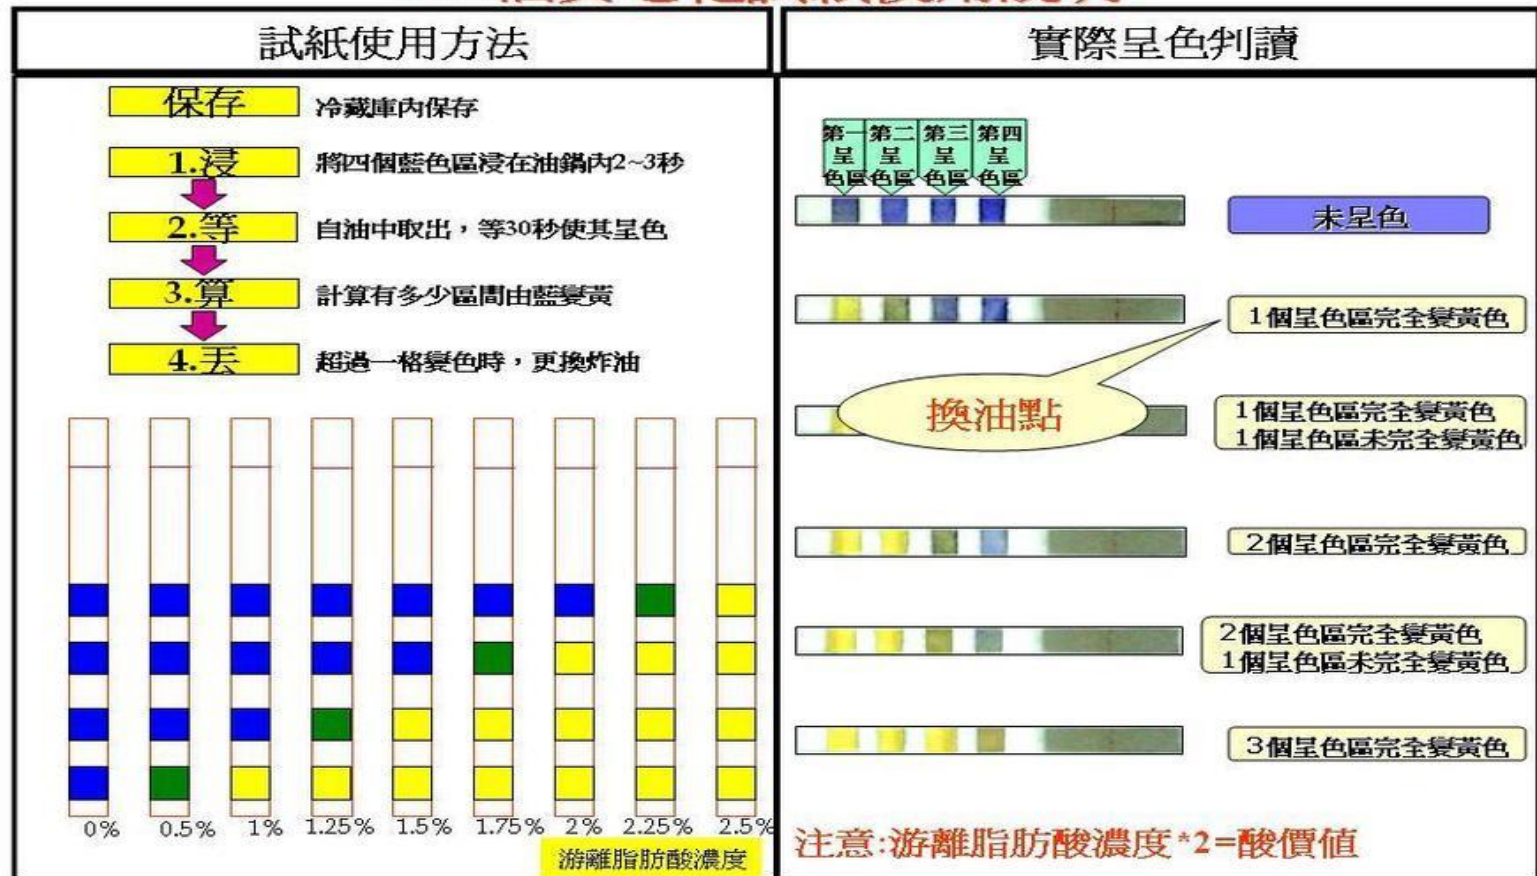 試紙使用方法
實際呈色判讀
保存
冷藏庫內保存
1.浸
將四個藍色區浸在油鍋內2~3秒
2.等
自油中取出，等30秒使其呈色
3.算
計算有多少區間由藍變黃
4.丟
超過一格變色時，更換炸油
0%
0.5%
1%
1.25%
1.5%
1.75%
2%
2.25%
2.5%
游離脂肪酸濃度
第一
呈
色區
第二
呈
色區
第三
呈
色區
第四
呈
色區
未呈色
1個呈色區完全變黃色
換油點
1個呈色區完全變黃色
1個呈色區未完全變黃色
2個呈色區完全變黃色
2個呈色區完全變黃色
1個呈色區未完全變黃色
3個呈色區完全變黃色
注意:游離脂肪酸濃度*2=酸價值